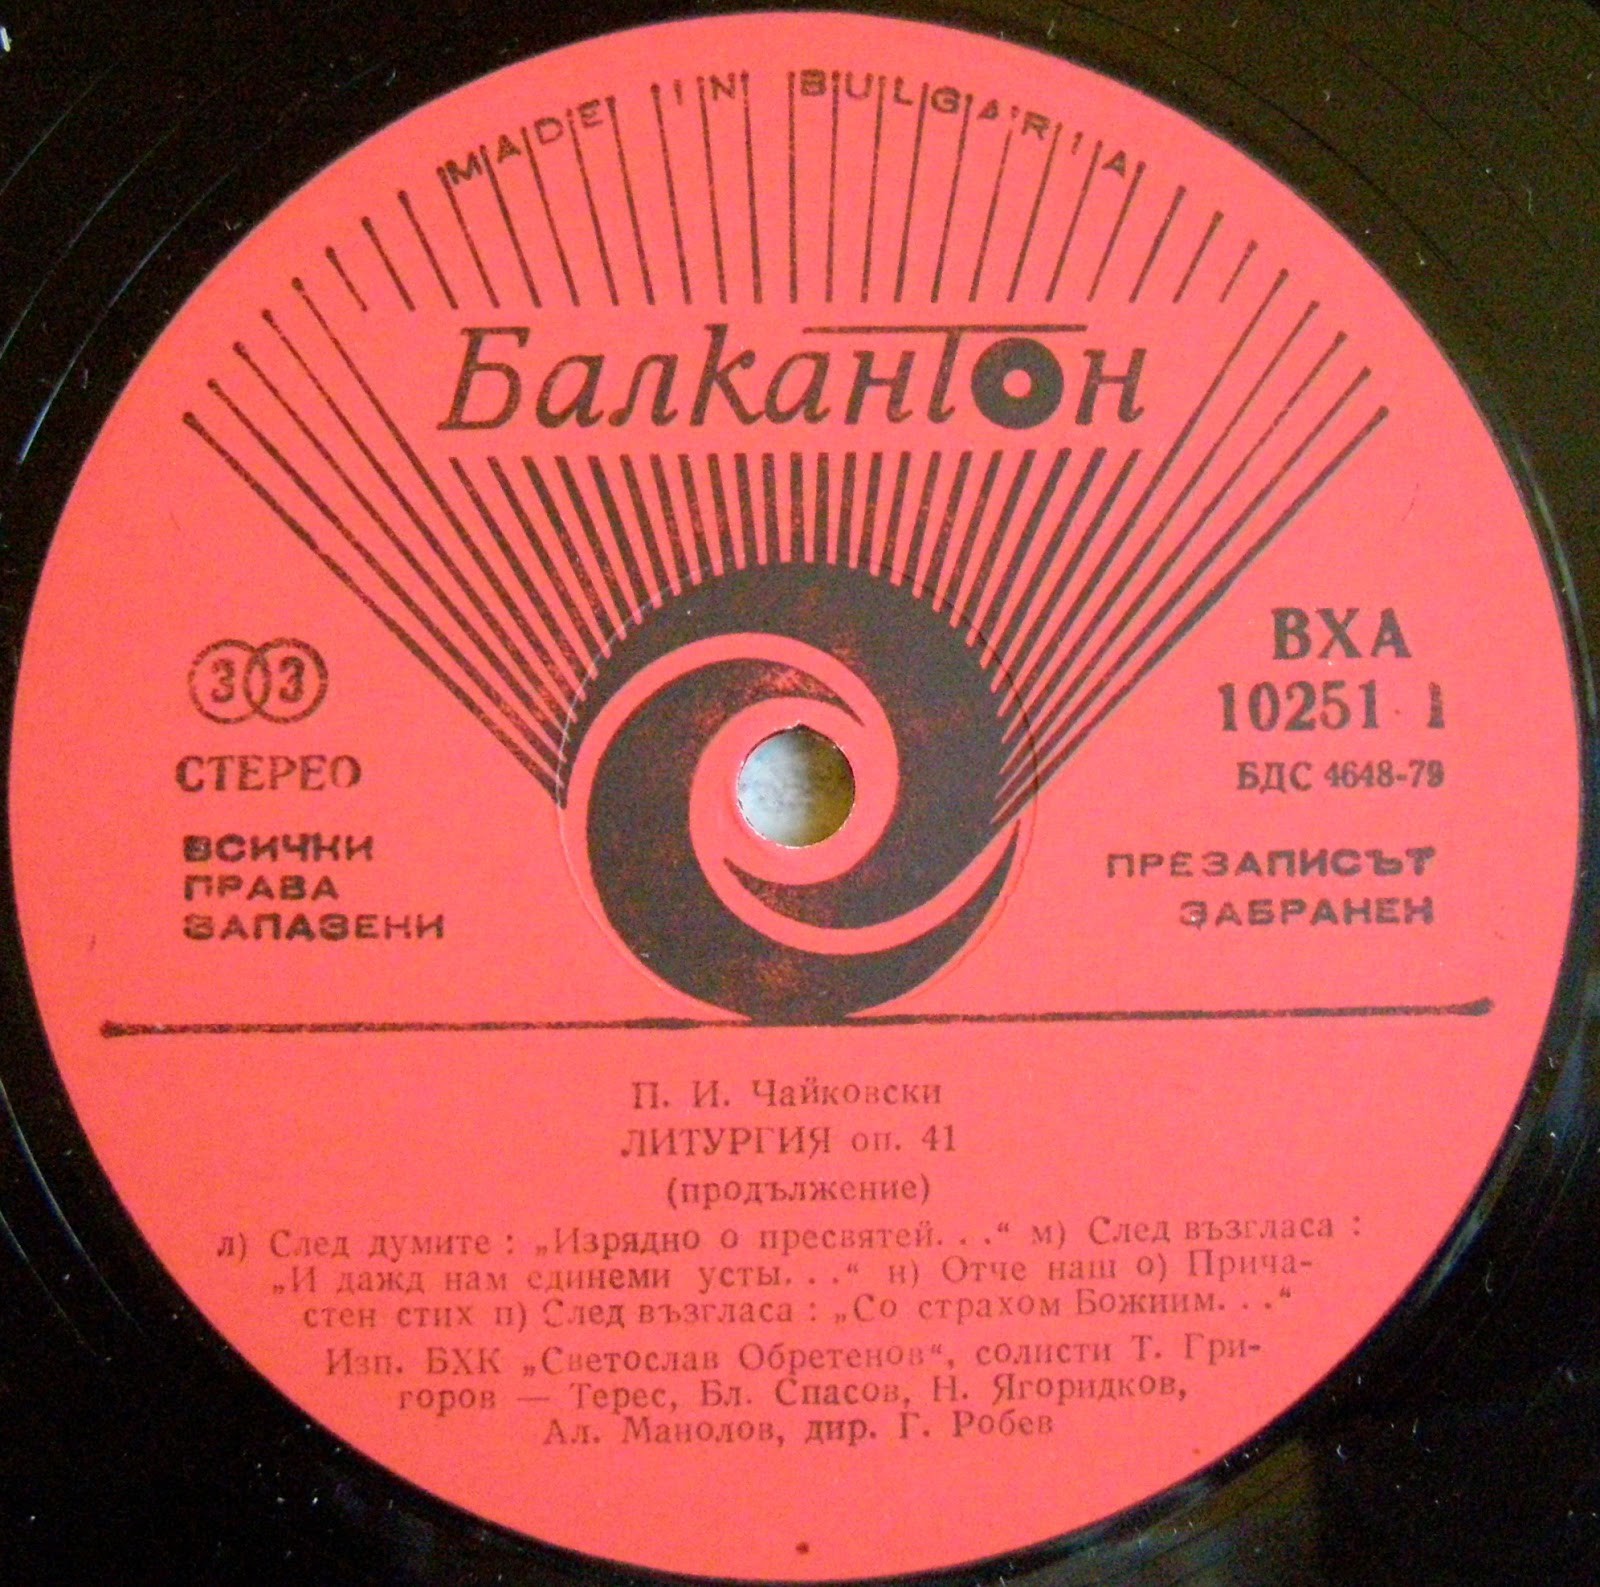 MADE IN BULGARIA
Балкантон
33
СТЕРЕО
ВСИЧКИ
ПРАВА
ЗАПАЗЕНИ
ВХА
10251 1
БДС 4648-79
ПРЕЗАПИСЪТ
ЗАБРАНЕН
П. И. Чайковски
ЛИТУРГИЯ оп. 41
(продължение)
л) След думите : „Изрядно о пресвятей. . .“ м) След възгласа :
„И дажд нам единеми усты. . .“ н) Отче наш о) Прича-
стен стих п) След възгласа : „Со страхом Божиим. . .“
Изп. БХК „Светослав Обретенов“, солисти Т. Гри-
горов — Терес, Бл. Спасов, Н. Ягоридков,
Ал. Манолов, дир. Г. Робев